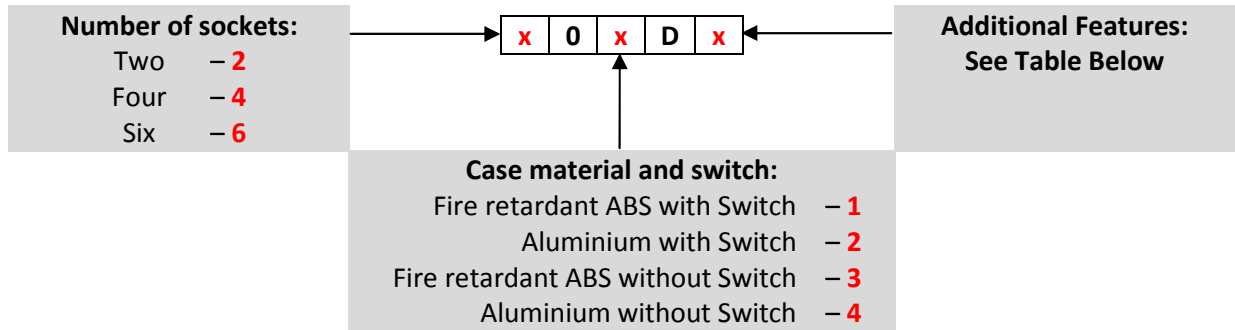 Number of sockets:
Two – 2
Four – 4
Six – 6
x 0 x D x
Additional Features:
See Table Below
Case material and switch:
Fire retardant ABS with Switch – 1
Aluminium with Switch – 2
Fire retardant ABS without Switch – 3
Aluminium without Switch – 4